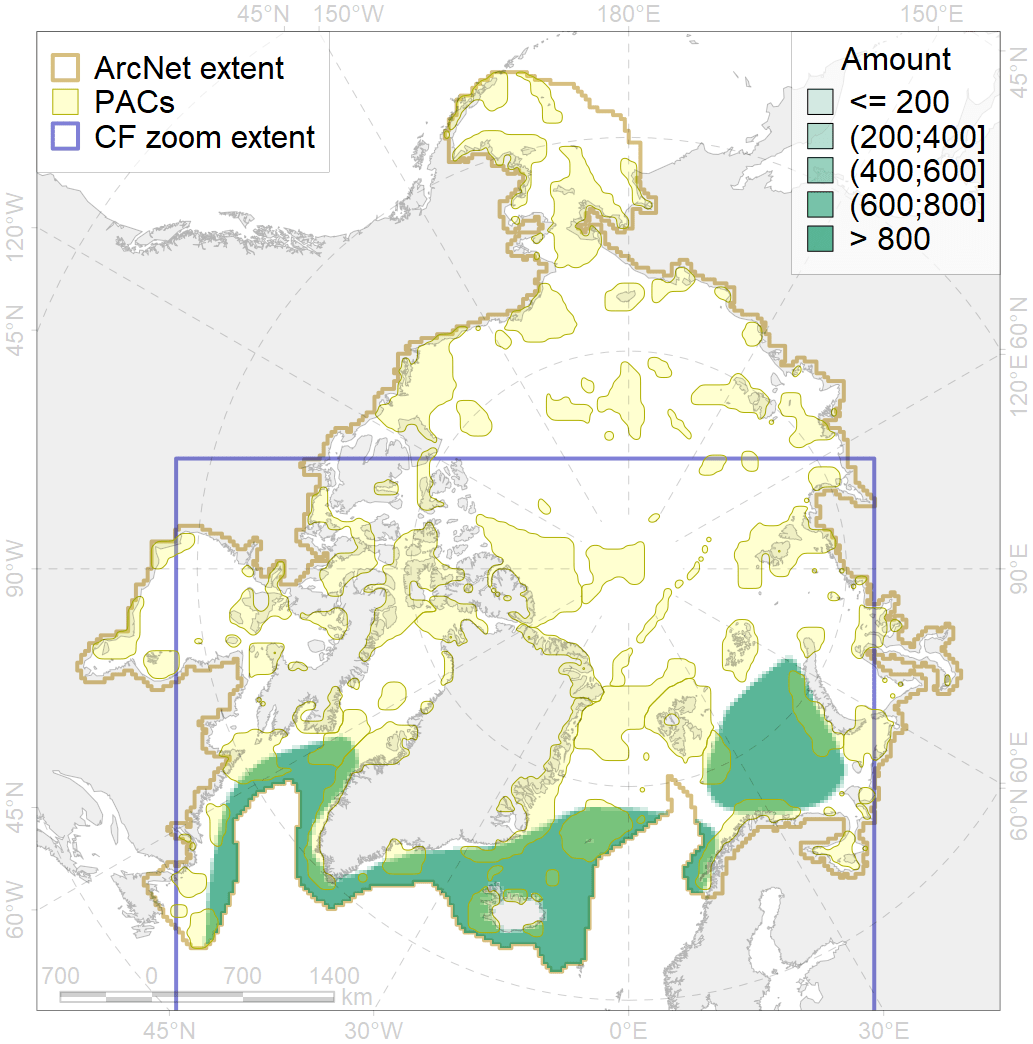 45°N 150°W 180°E 150°E
ArcNet extent
PACs
CF zoom extent
Amount
<= 200
(200;400]
(400;600]
(600;800]
> 800
45°N
120°W
45°N
90°W
45°N
60°W
60°N
120°E
90°E
60°E
60°N
700 0 700 1400
km
45°N 30°W 0°E 30°E